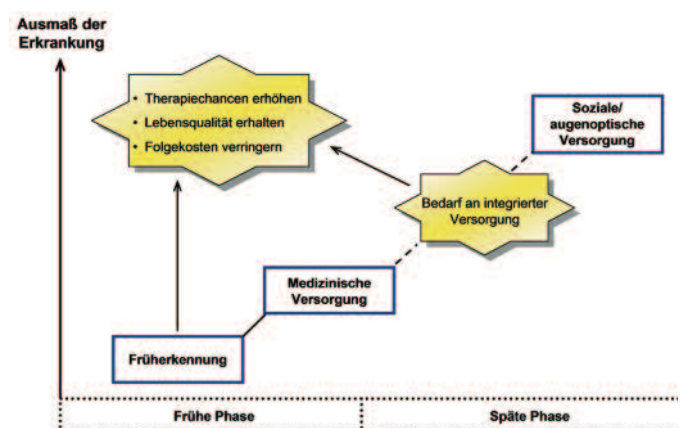 Ausmaß der
Erkrankung
• Therapiechancen erhöhen
• Lebensqualität erhalten
• Folgekosten verringern
Soziale/
augenoptische
Versorgung
Bedarf an integrierter
Versorgung
Medizinische
Versorgung
Früherkennung
Frühe Phase
Späte Phase